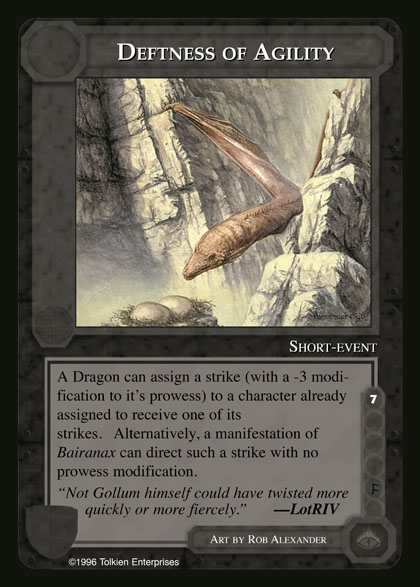 DEFTNESS OF AGILITY
SHORT-EVENT
A Dragon can assign a strike (with a -3 modi-
fication to it's prowess) to a character already
assigned to receive one of its
strikes. Alternatively, a manifestation of
Bairanax can direct such a strike with no
prowess modification.
7
“Not Gollum himself could have twisted more
quickly or more fiercely.” —LotRIV
ART BY ROB ALEXANDER
©1996 Tolkien Enterprises